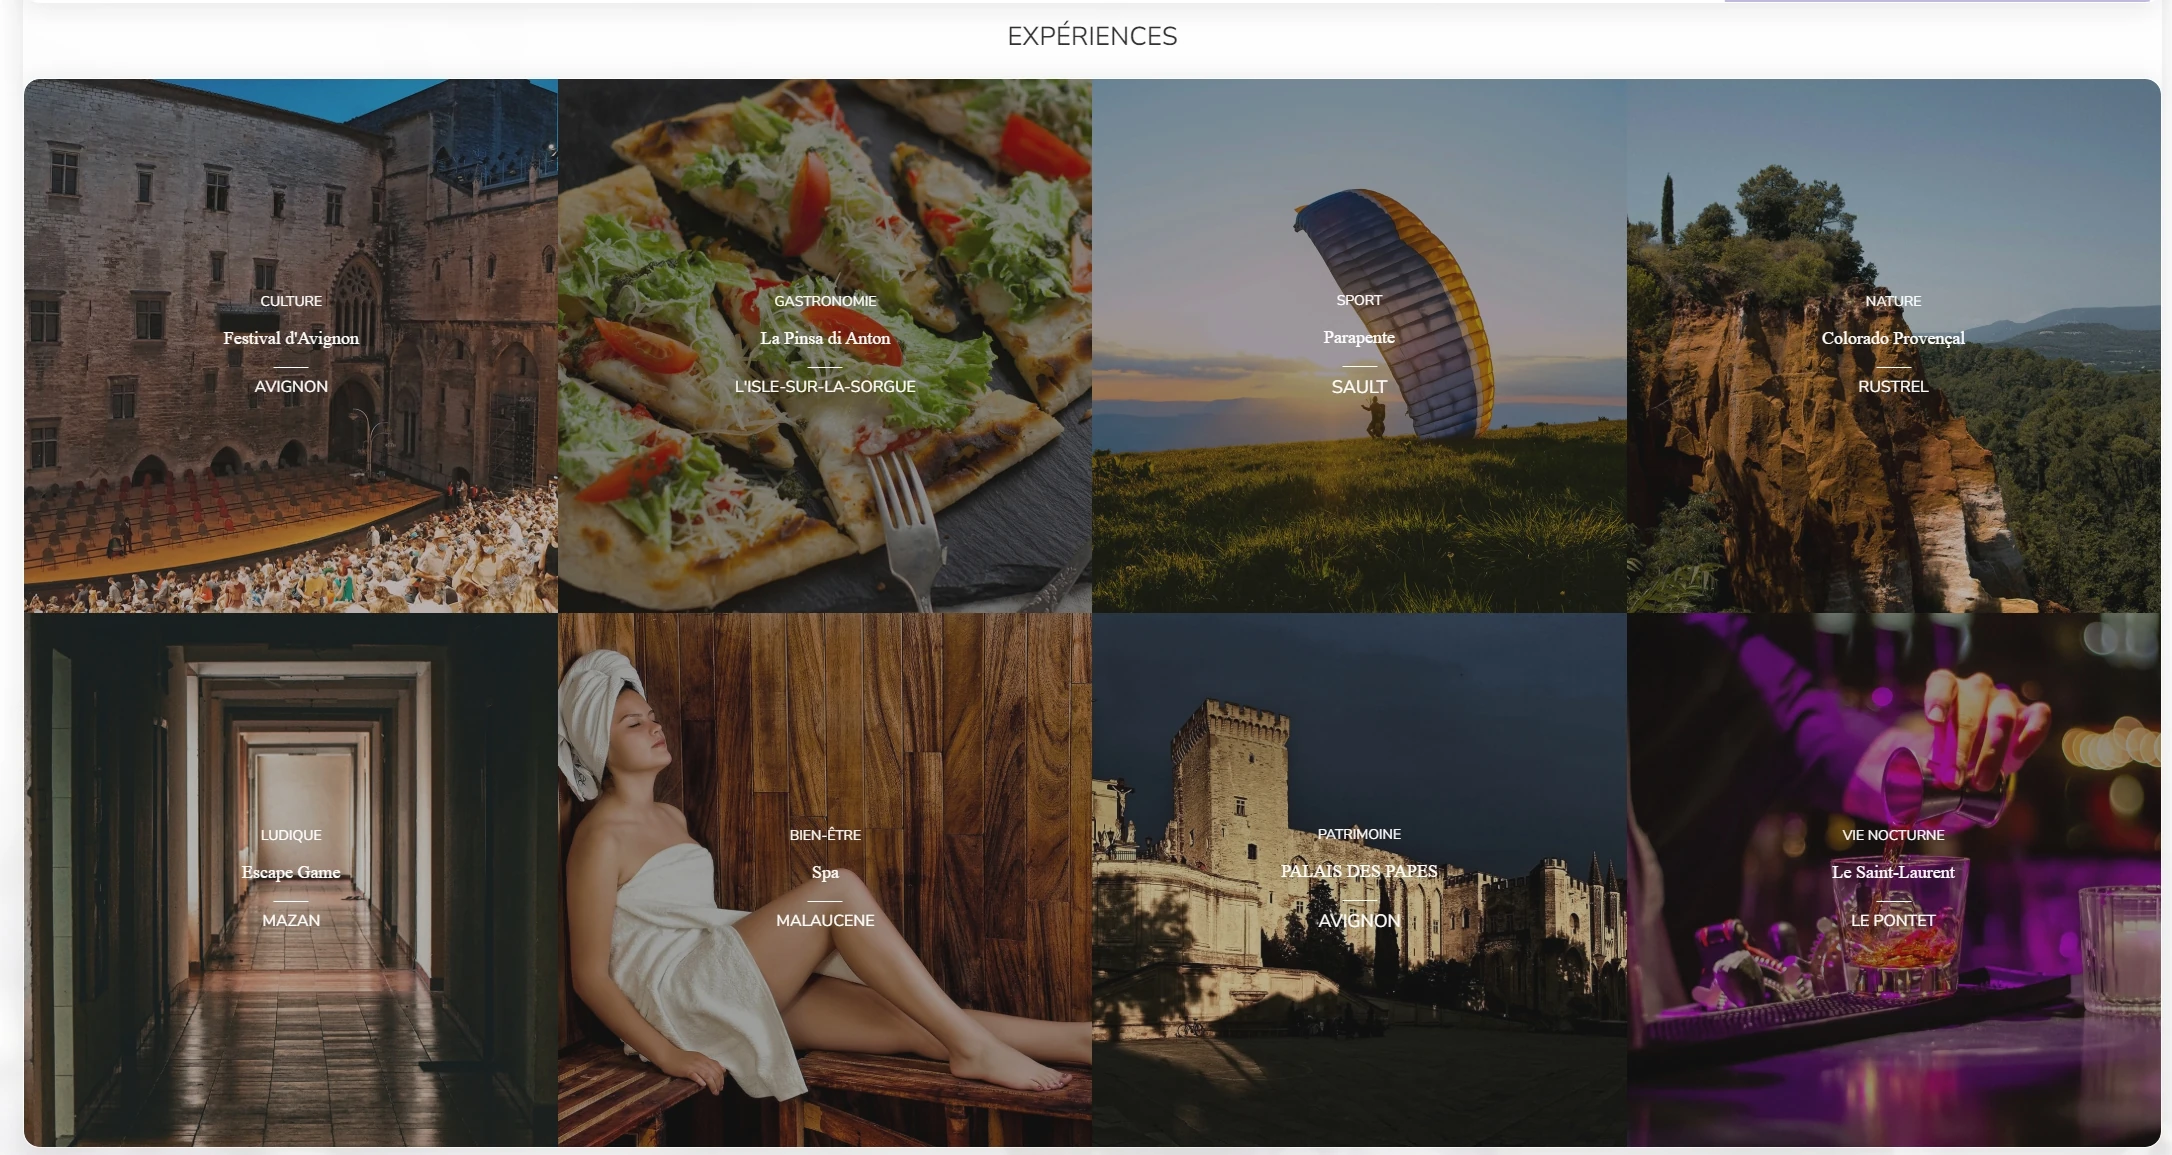 EXPÉRIENCES
CULTURE
Festival d'Avignon
AVIGNON
GASTRONOMIE
La Pinsa di Anton
L'ISLE-SUR-LA-SORGUE
SPORT
Parapente
SAULT
NATURE
Colorado Provençal
RUSTREL
LUDIQUE
Escape Game
MAZAN
BIEN-ÊTRE
Spa
MALAUCENE
PATRIMOINE
PALAIS DES PAPES
AVIGNON
VIE NOCTURNE
Le Saint-Laurent
LE PONTET